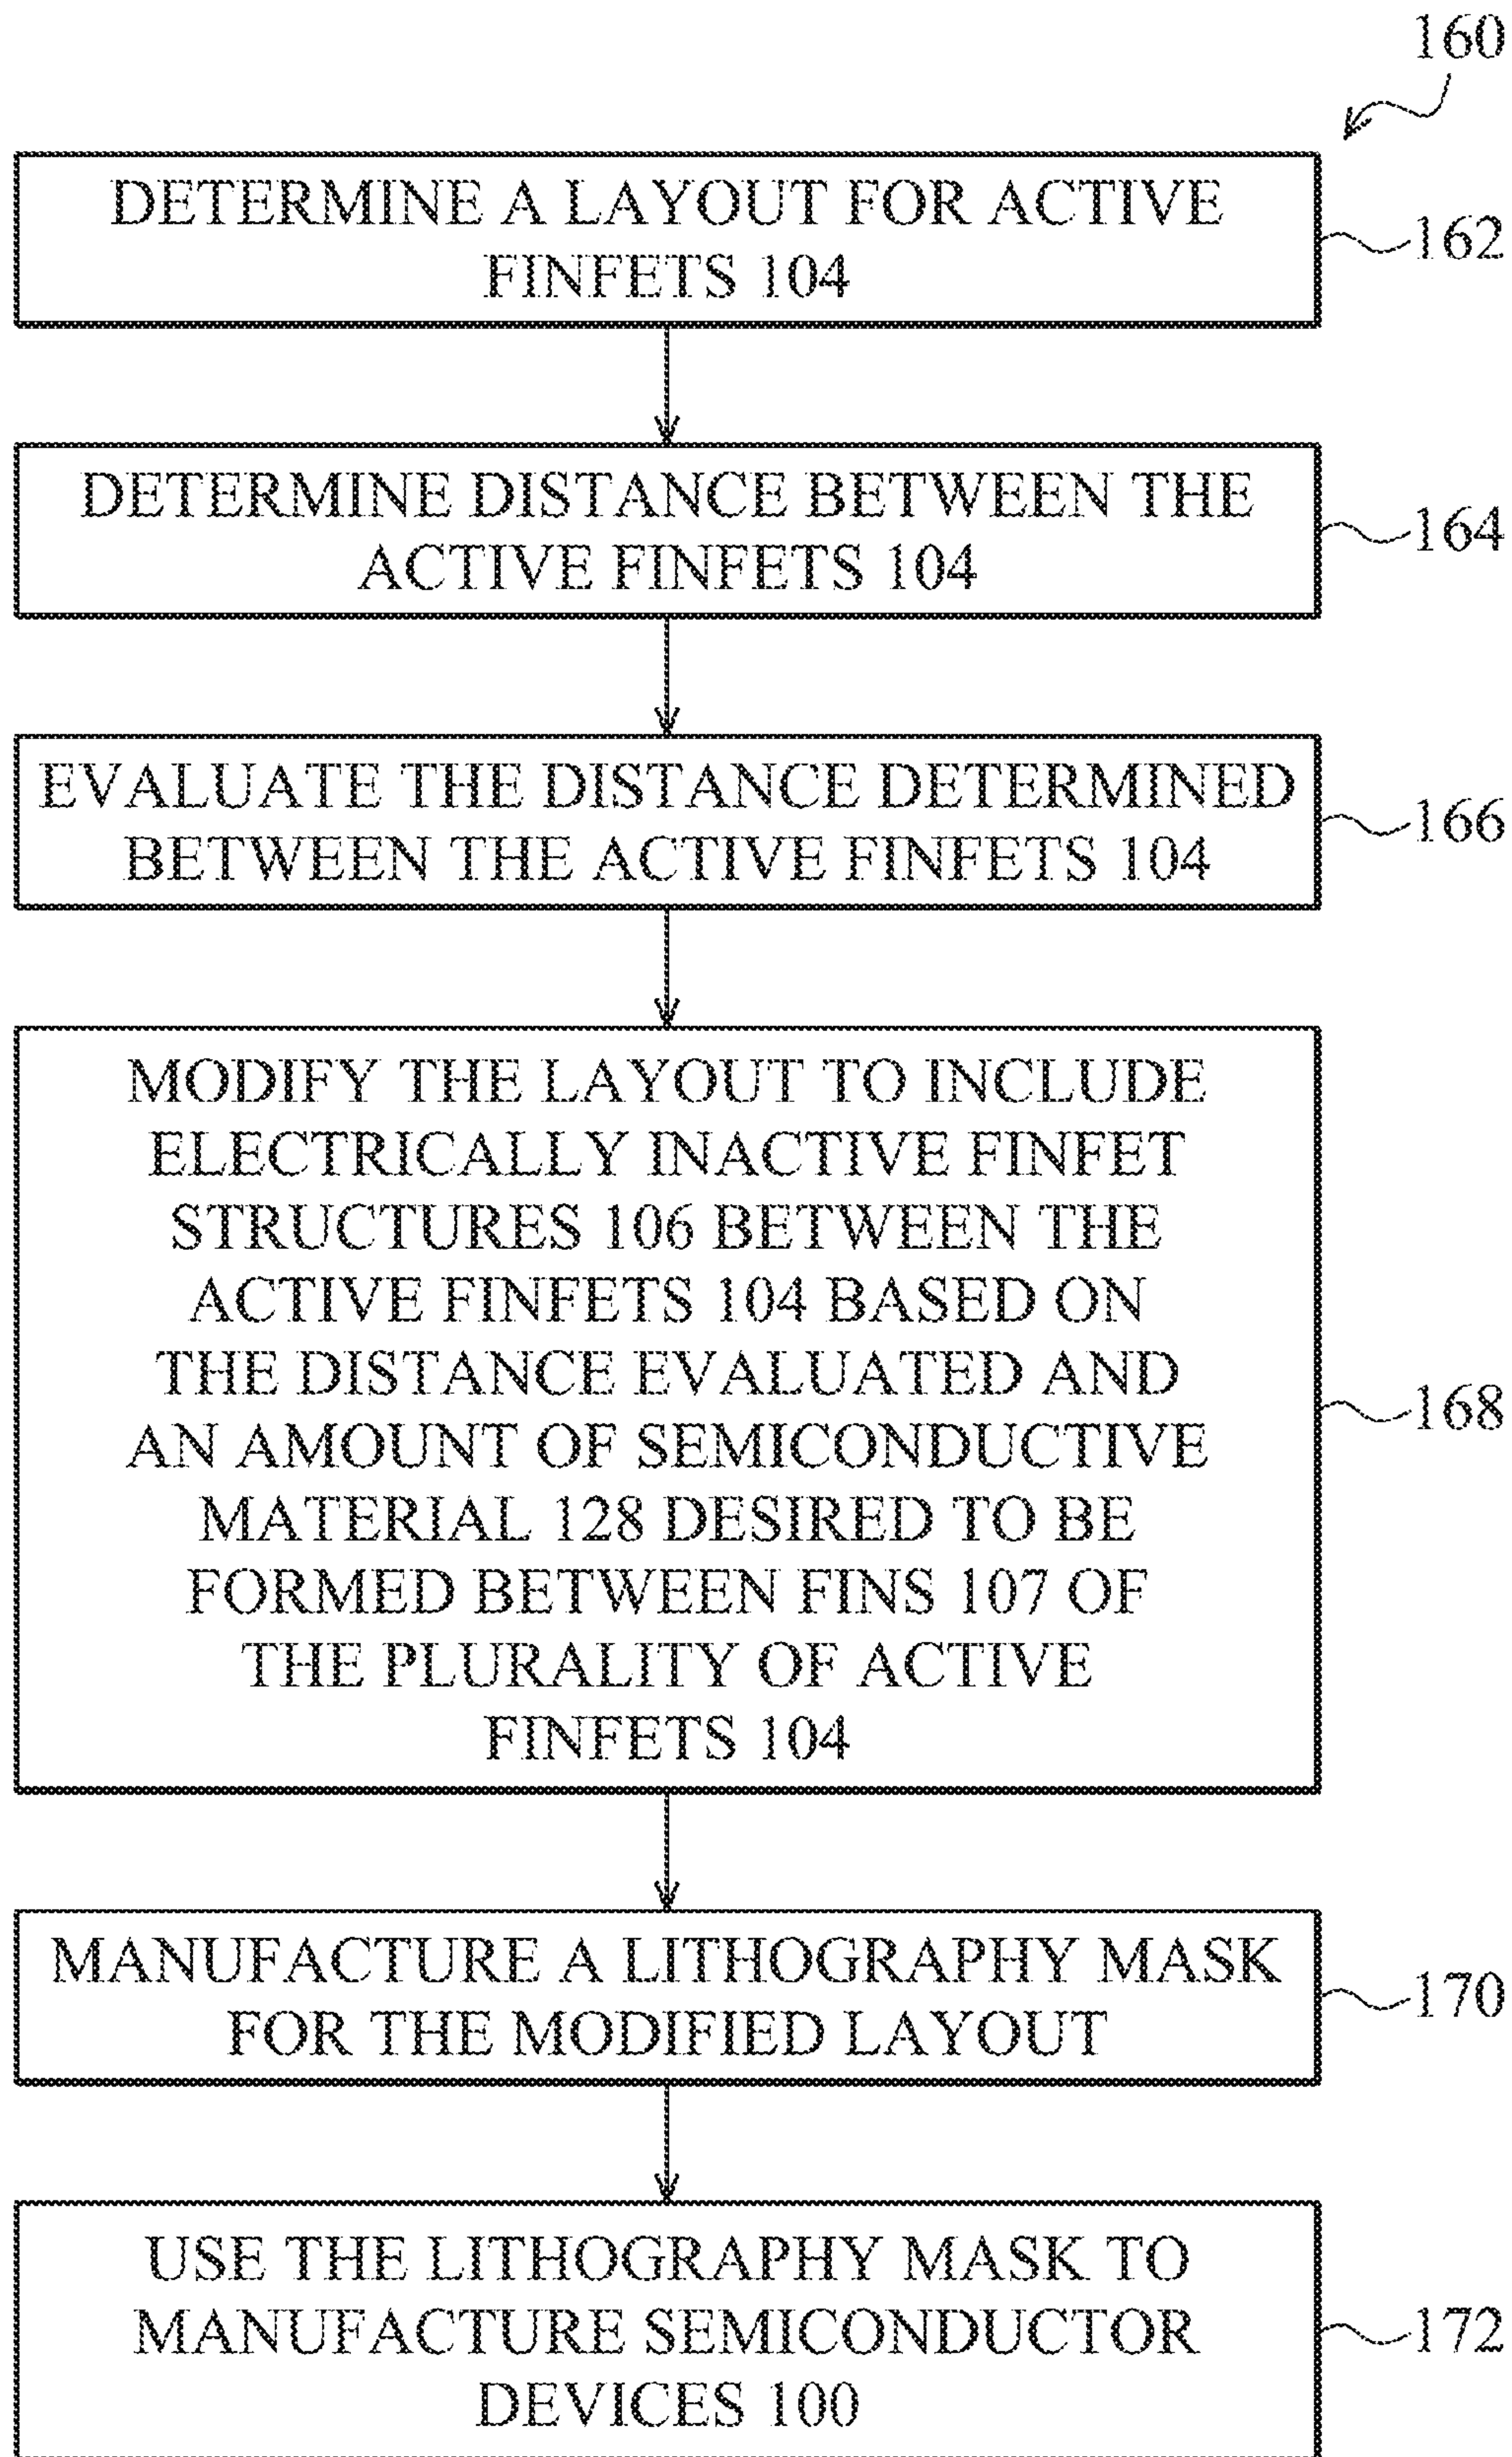 160
DETERMINE A LAYOUT FOR ACTIVE
FINFETS 104
162
DETERMINE DISTANCE BETWEEN THE
ACTIVE FINFETS 104
164
EVALUATE THE DISTANCE DETERMINED
BETWEEN THE ACTIVE FINFETS 104
166
MODIFY THE LAYOUT TO INCLUDE
ELECTRICALLY INACTIVE FINFET
STRUCTURES 106 BETWEEN THE
ACTIVE FINFETS 104 BASED ON
THE DISTANCE EVALUATED AND
AN AMOUNT OF SEMICONDUCTIVE
MATERIAL 128 DESIRED TO BE
FORMED BETWEEN FINS 107 OF
THE PLURALITY OF ACTIVE
FINFETS 104
168
MANUFACTURE A LITHOGRAPHY MASK
FOR THE MODIFIED LAYOUT
170
USE THE LITHOGRAPHY MASK TO
MANUFACTURE SEMICONDUCTOR
DEVICES 100
172